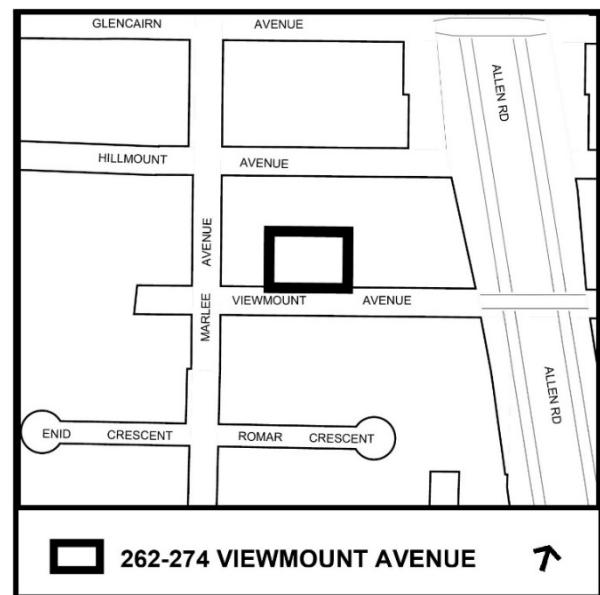 GLENCAIRN AVENUE
ALLEN RD
HILLMOUNT AVENUE
MARLEE AVENUE
VIEWMOUNT AVENUE
ALLEN RD
ENID CRESCENT
ROMAR CRESCENT
262-274 VIEWMOUNT AVENUE